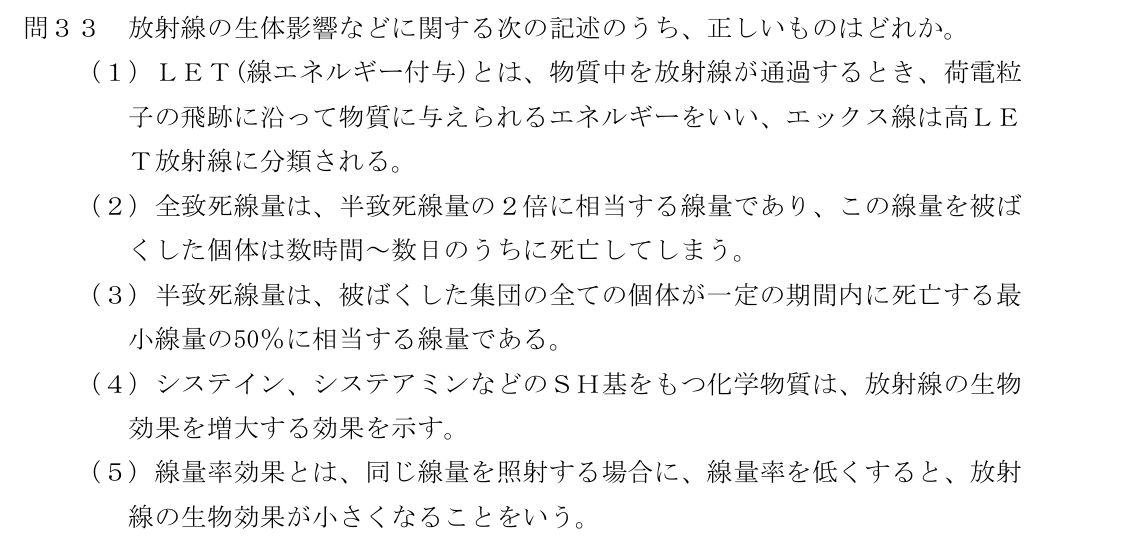 問３３　放射線の生体影響などに関する次の記述のうち、正しいものはどれか。
（１）ＬＥＴ(線エネルギー付与)とは、物質中を放射線が通過するとき、荷電粒
子の飛跡に沿って物質に与えられるエネルギーをいい、エックス線は高ＬＥ
Ｔ放射線に分類される。
（２）全致死線量は、半致死線量の２倍に相当する線量であり、この線量を被ば
くした個体は数時間～数日のうちに死亡してしまう。
（３）半致死線量は、被ばくした集団の全ての個体が一定の期間内に死亡する最
小線量の50％に相当する線量である。
（４）システイン、システアミンなどのＳＨ基をもつ化学物質は、放射線の生物
効果を増大する効果を示す。
（５）線量率効果とは、同じ線量を照射する場合に、線量率を低くすると、放射
線の生物効果が小さくなることをいう。